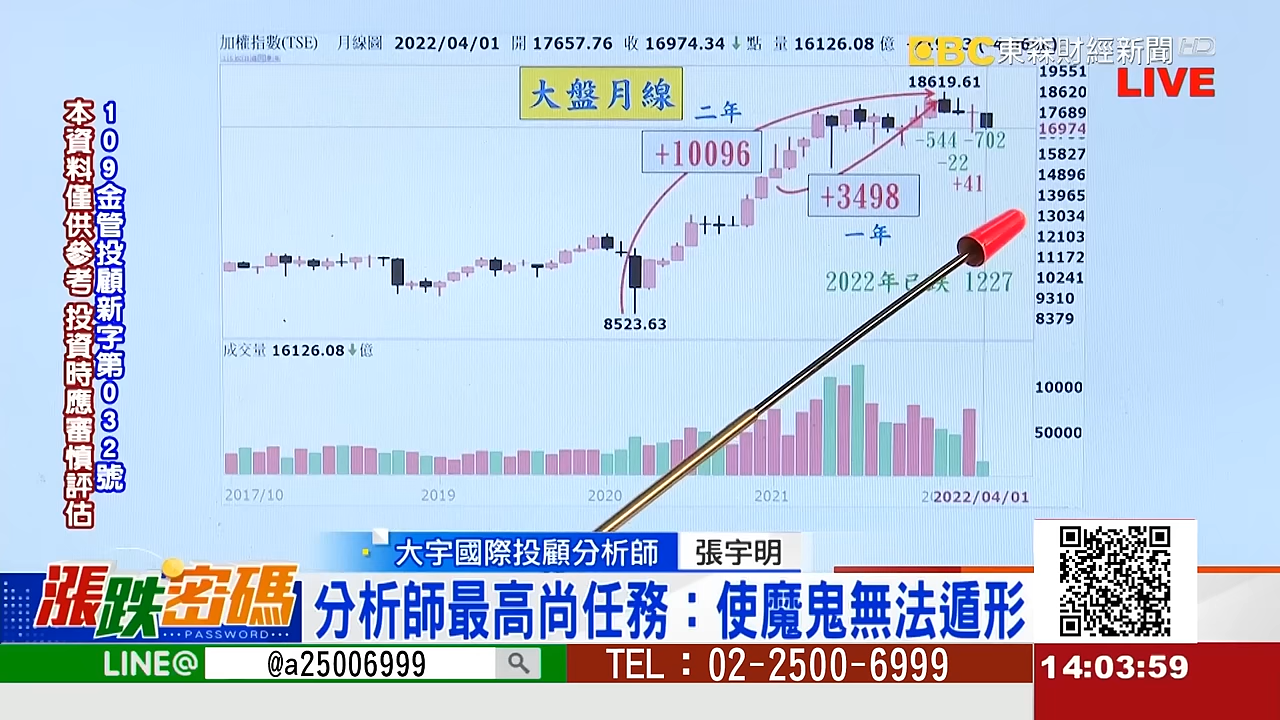 加權指數(TSE) 月線圖 2022/04/01 開 17657.76 收 16974.34↓點 量 16126.08 億
EBC 東森財經新聞 HD
LIVE
大盤月線
二年
18619.61
+10096
-544 -702
-22
+41
+3498
一年
2022年已跌 1227
8523.63
19551
18620
17689
16974
15827
14896
13965
13034
12103
11172
10241
9310
8379
成交量 16126.08↓億
10000
50000
2017/10
2019
2020
2021
2022/04/01
109金管投顧新字第032號
本資料僅供參考 投資時應審慎評估
大宇國際投顧分析師 張宇明
漲跌密碼
PASSWORD
分析師最高尚任務：使魔鬼無法遁形
LINE@ @a25006999
TEL：02-2500-6999
14:03:59